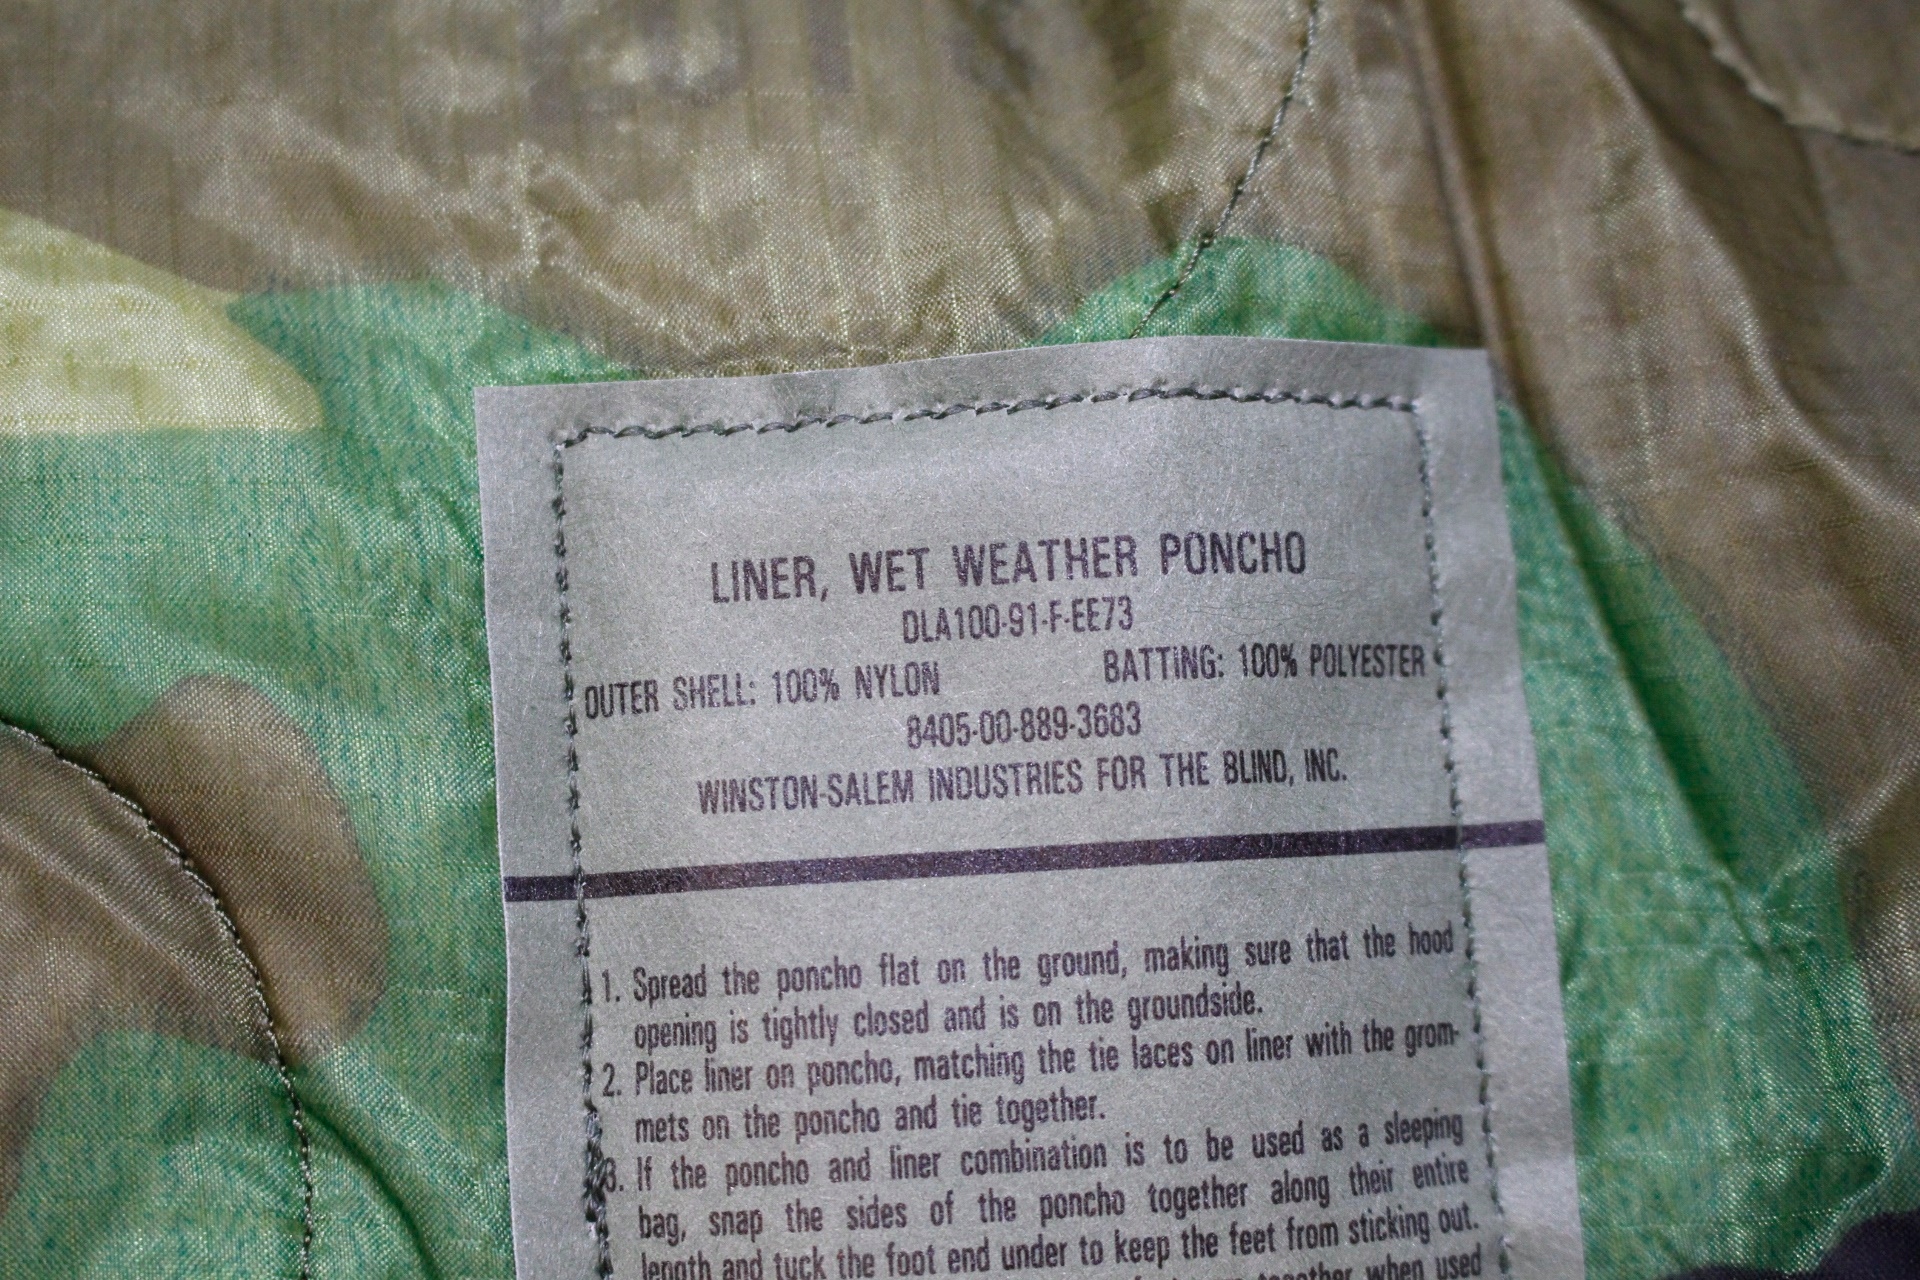 LINER, WET WEATHER PONCHO
DLA100-91-F-EE73
OUTER SHELL: 100% NYLON BATTING: 100% POLYESTER
8405-00-889-3683
WINSTON-SALEM INDUSTRIES FOR THE BLIND, INC.
1. Spread the poncho flat on the ground, making sure that the hood
opening is tightly closed and is on the groundside.
2. Place liner on poncho, matching the tie laces on liner with the grom-
mets on the poncho and tie together.
3. If the poncho and liner combination is to be used as a sleeping
bag, snap the sides of the poncho together along their entire
length and tuck the foot end under to keep the feet from sticking out.
together when used